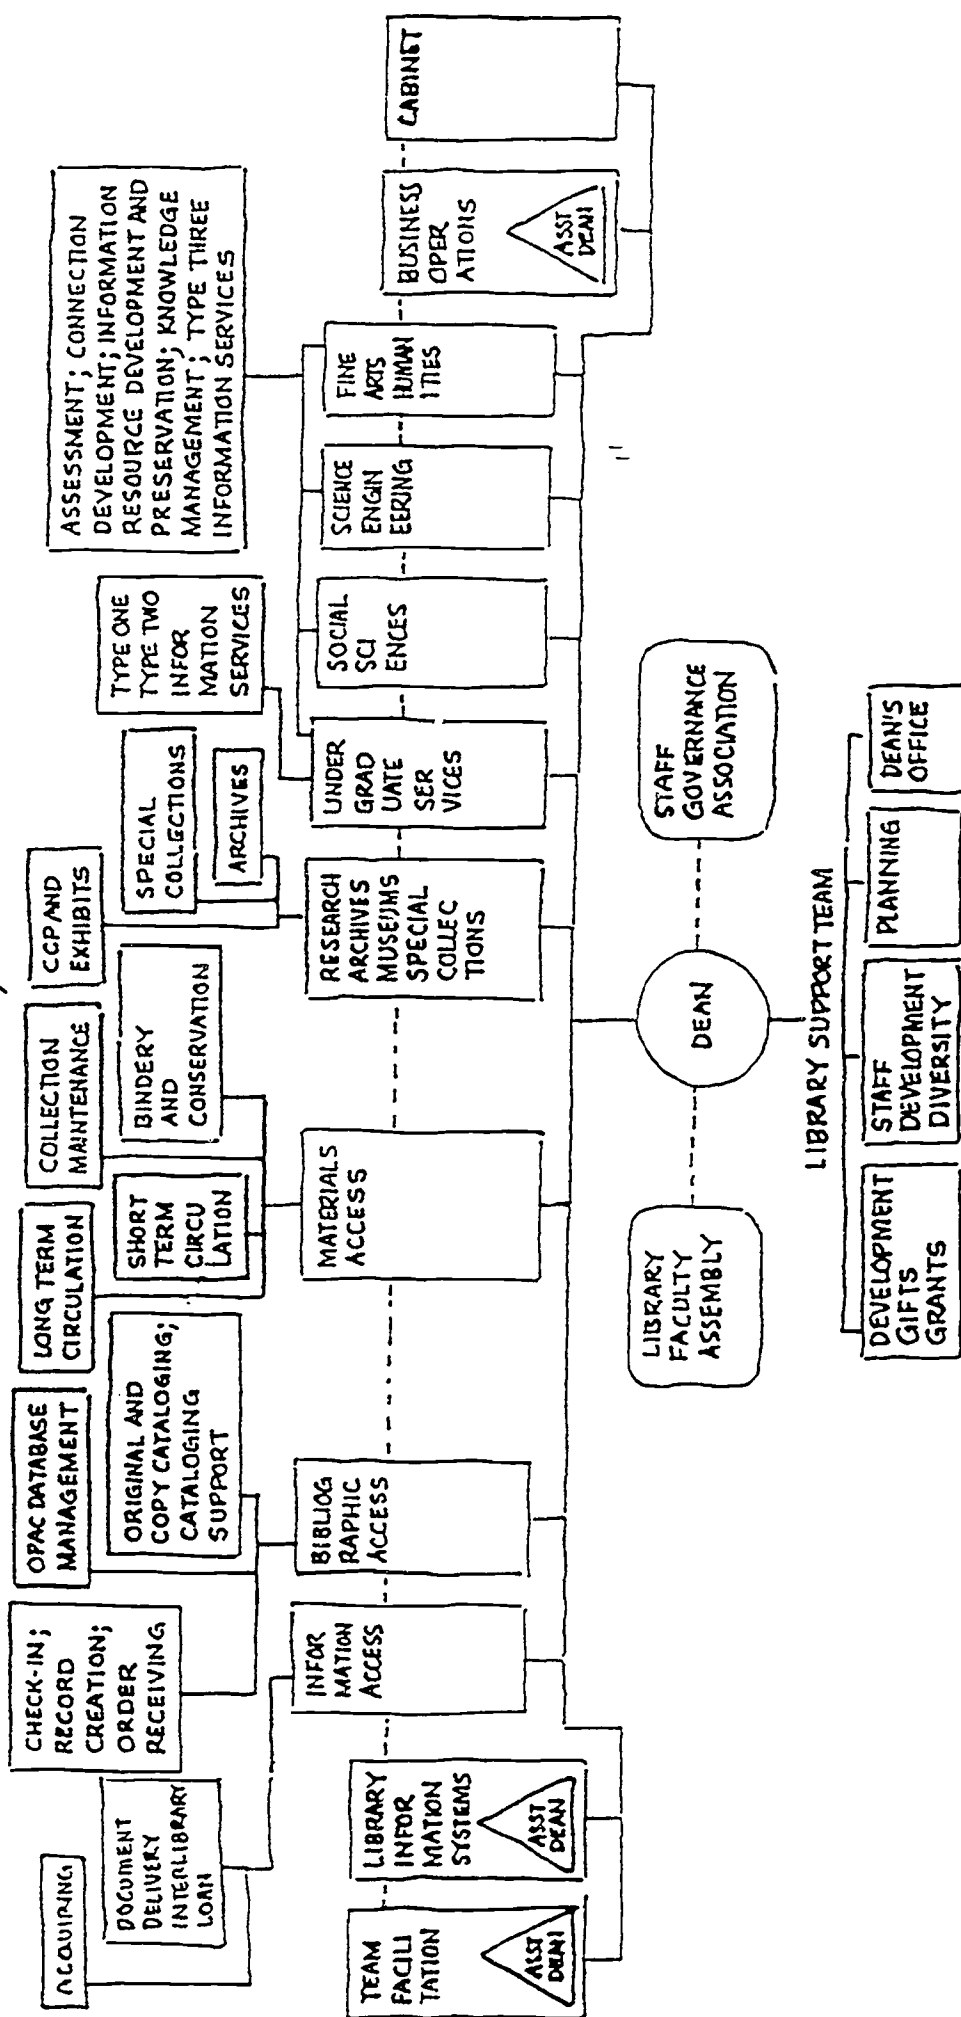 ACQUIRING
DOCUMENT
DELIVERY
INTERLIBRARY
LOAN
CHECK-IN;
RECORD
CREATION;
ORDER
RECEIVING
OPAC DATABASE
MANAGEMENT
ORIGINAL AND
COPY CATALOGING;
CATALOGING
SUPPORT
LONG TERM
CIRCULATION
SHORT
TERM
CIRCU
LATION
COLLECTION
MAINTENANCE
BINDERY
AND
CONSERVATION
CCP AND
EXHIBITS
SPECIAL
COLLECTIONS
ARCHIVES
TYPE ONE
TYPE TWO
INFOR
MATION
SERVICES
ASSESSMENT; CONNECTION
DEVELOPMENT; INFORMATION
RESOURCE DEVELOPMENT AND
PRESERVATION; KNOWLEDGE
MANAGEMENT; TYPE THREE
INFORMATION SERVICES
TEAM
FACILI
TATION
ASST
DEAN
LIBRARY
INFOR
MATION
SYSTEMS
ASST
DEAN
INFOR
MATION
ACCESS
BIBLIOG
RAPHIC
ACCESS
MATERIALS
ACCESS
RESEARCH
ARCHIVES
MUSEUMS
SPECIAL
COLLEC
TIONS
UNDER
GRAD
UATE
SER
VICES
SOCIAL
SCI
ENCES
SCIENCE
ENGIN
EERING
FINE
ARTS
HUMAN
ITIES
BUSINESS
OPER
ATIONS
ASST
DEAN
CABINET
LIBRARY
FACULTY
ASSEMBLY
DEAN
STAFF
GOVERNANCE
ASSOCIATION
LIBRARY SUPPORT TEAM
DEVELOPMENT
GIFTS
GRANTS
STAFF
DEVELOPMENT
DIVERSITY
PLANNING
DEAN'S
OFFICE